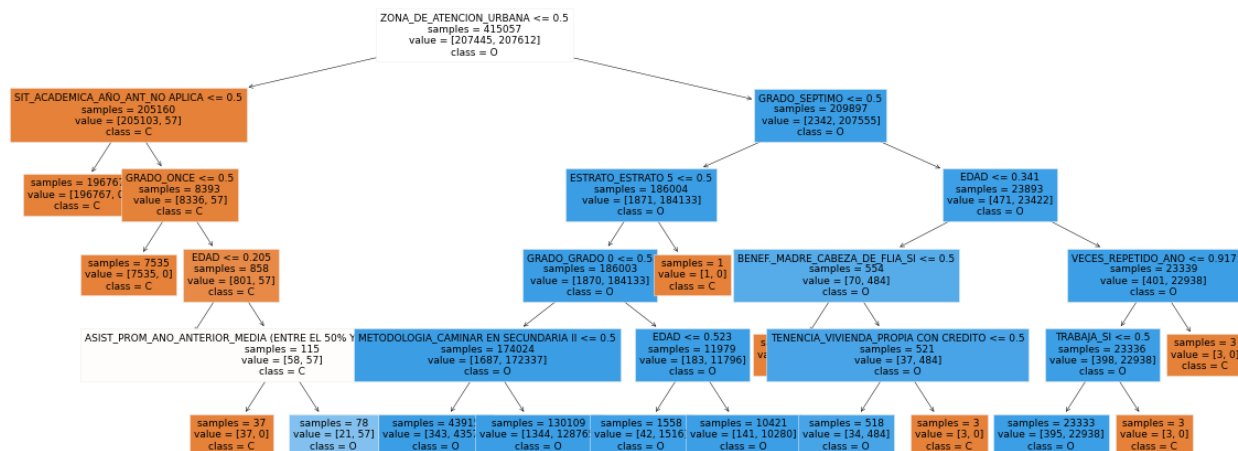 ZONA_DE_ATENCION_URBANA <= 0.5
samples = 415057
value = [207445, 207612]
class = O
SIT_ACADEMICA_AÑO_ANT_NO APLICA <= 0.5
samples = 205160
value = [205103, 57]
class = C
GRADO_SEPTIMO <= 0.5
samples = 209897
value = [2342, 207555]
class = O
samples = 196767
value = [196767, 0
class = C
GRADO_ONCE <= 0.5
samples = 8393
value = [8336, 57]
class = C
ESTRATO_ESTRATO 5 <= 0.5
samples = 186004
value = [1871, 184133]
class = O
EDAD <= 0.341
samples = 23893
value = [471, 23422]
class = O
samples = 7535
value = [7535, 0]
class = C
EDAD <= 0.205
samples = 858
value = [801, 57]
class = C
GRADO_GRADO 0 <= 0.5
samples = 186003
value = [1870, 184133]
class = O
samples = 1
value = [1, 0]
class = C
BENEF._MADRE_CABEZA_DE_FLIA_SI <= 0.5
samples = 554
value = [70, 484]
class = O
VECES_REPETIDO_ANO <= 0.917
samples = 23339
value = [401, 22938]
class = O
ASIST_PROM_ANO_ANTERIOR_MEDIA (ENTRE EL 50% Y
samples = 115
value = [58, 57]
class = C
METODOLOGIA_CAMINAR EN SECUNDARIA II <= 0.5
samples = 174024
value = [1687, 172337]
class = O
EDAD <= 0.523
samples = 11979
value = [183, 11796]
class = O
TENENCIA_VIVIENDA_PROPIA CON CREDITO <= 0.5
samples = 521
value = [37, 484]
class = O
TRABAJA_SI <= 0.5
samples = 23336
value = [398, 22938]
class = O
samples = 3
value = [3, 0]
class = C
samples = 37
value = [37, 0]
class = C
samples = 78
value = [21, 57]
class = O
samples = 43915
value = [343, 4357
class = O
samples = 130109
value = [1344, 128765
class = O
samples = 1558
value = [42, 1516]
class = O
samples = 10421
value = [141, 10280]
class = O
samples = 518
value = [34, 484]
class = O
samples = 3
value = [3, 0]
class = C
samples = 23333
value = [395, 22938]
class = O
samples = 3
value = [3, 0]
class = C